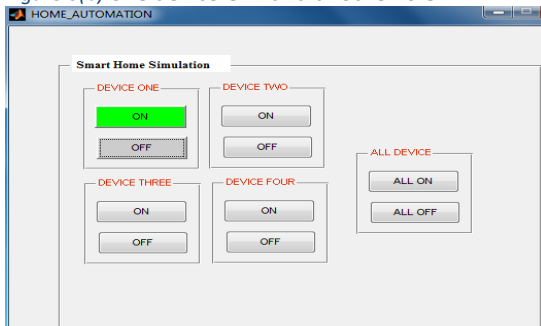 HOME_AUTOMATION
Smart Home Simulation
DEVICE ONE
ON
OFF
DEVICE TWO
ON
OFF
DEVICE THREE
ON
OFF
DEVICE FOUR
ON
OFF
ALL DEVICE
ALL ON
ALL OFF